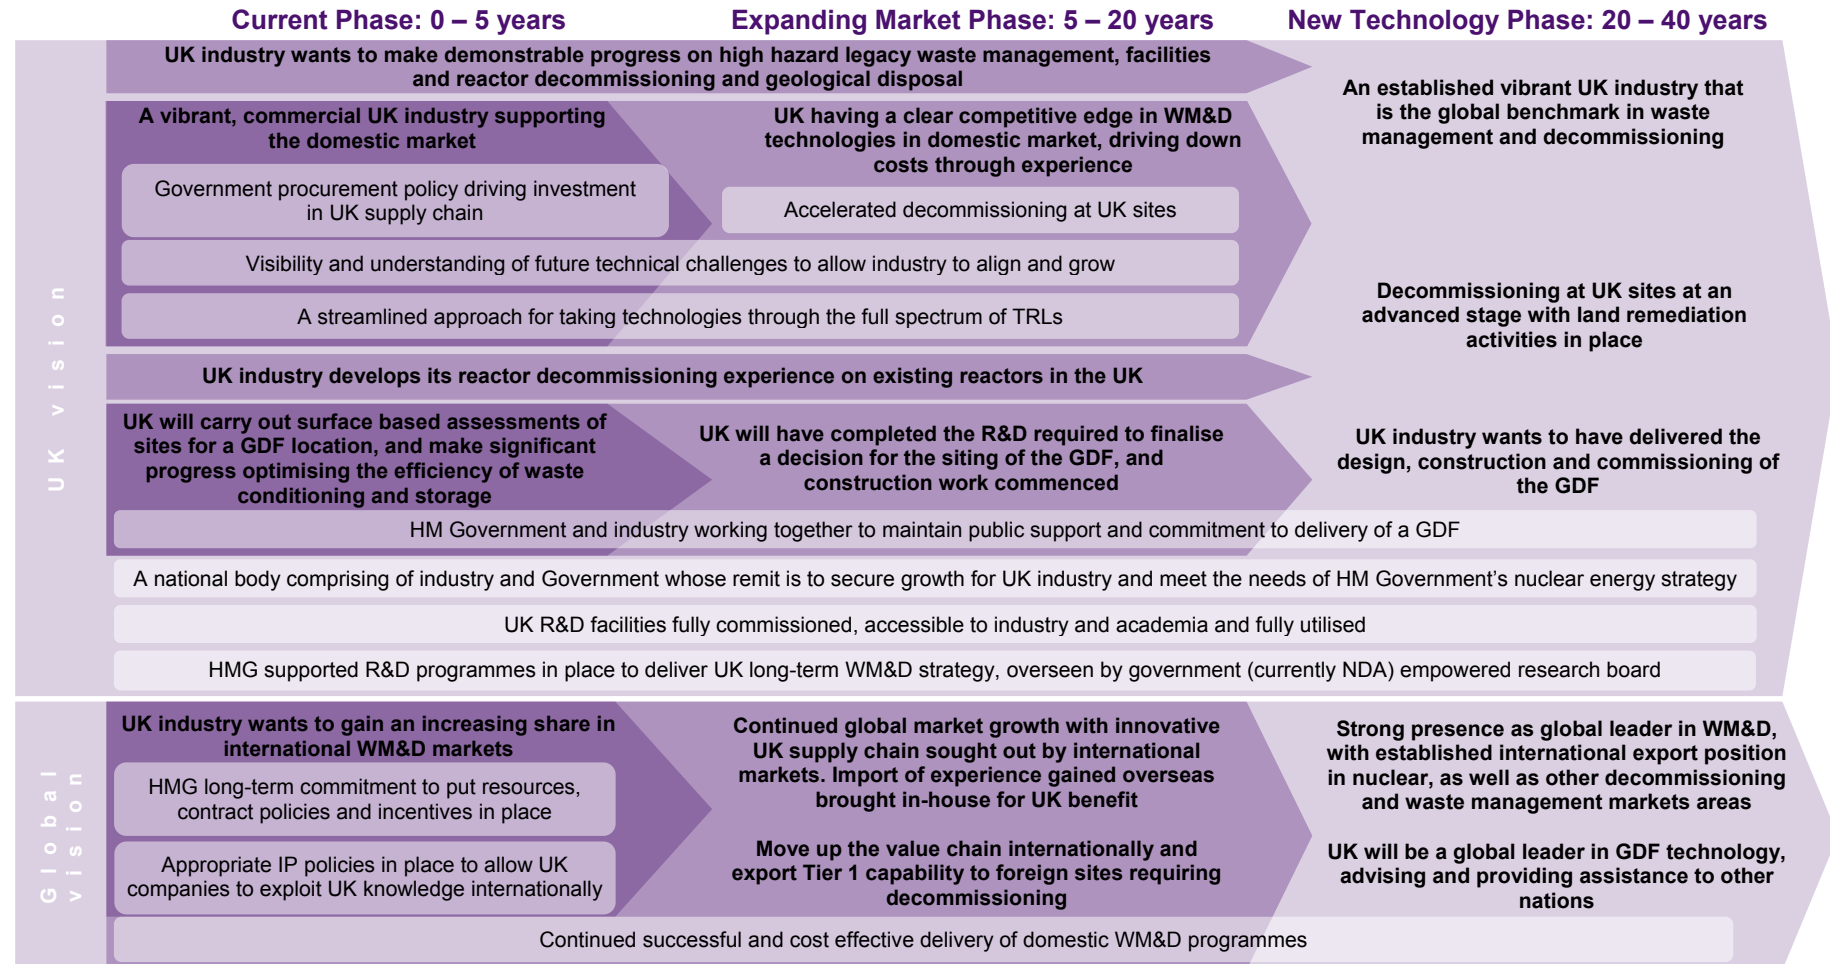 Current Phase: 0 – 5 years
Expanding Market Phase: 5 – 20 years
New Technology Phase: 20 – 40 years
UK vision
UK industry wants to make demonstrable progress on high hazard legacy waste management, facilities
and reactor decommissioning and geological disposal
A vibrant, commercial UK industry supporting
the domestic market
Government procurement policy driving investment
in UK supply chain
UK having a clear competitive edge in WM&D
technologies in domestic market, driving down
costs through experience
Accelerated decommissioning at UK sites
Visibility and understanding of future technical challenges to allow industry to align and grow
A streamlined approach for taking technologies through the full spectrum of TRLs
An established vibrant UK industry that
is the global benchmark in waste
management and decommissioning
Decommissioning at UK sites at an
advanced stage with land remediation
activities in place
UK industry develops its reactor decommissioning experience on existing reactors in the UK
UK will carry out surface based assessments of
sites for a GDF location, and make significant
progress optimising the efficiency of waste
conditioning and storage
UK will have completed the R&D required to finalise
a decision for the siting of the GDF, and
construction work commenced
UK industry wants to have delivered the
design, construction and commissioning of
the GDF
HM Government and industry working together to maintain public support and commitment to delivery of a GDF
A national body comprising of industry and Government whose remit is to secure growth for UK industry and meet the needs of HM Government’s nuclear energy strategy
UK R&D facilities fully commissioned, accessible to industry and academia and fully utilised
HMG supported R&D programmes in place to deliver UK long-term WM&D strategy, overseen by government (currently NDA) empowered research board
Global
vision
UK industry wants to gain an increasing share in
international WM&D markets
HMG long-term commitment to put resources,
contract policies and incentives in place
Appropriate IP policies in place to allow UK
companies to exploit UK knowledge internationally
Continued global market growth with innovative
UK supply chain sought out by international
markets. Import of experience gained overseas
brought in-house for UK benefit
Move up the value chain internationally and
export Tier 1 capability to foreign sites requiring
decommissioning
Strong presence as global leader in WM&D,
with established international export position
in nuclear, as well as other decommissioning
and waste management markets areas
UK will be a global leader in GDF technology,
advising and providing assistance to other
nations
Continued successful and cost effective delivery of domestic WM&D programmes